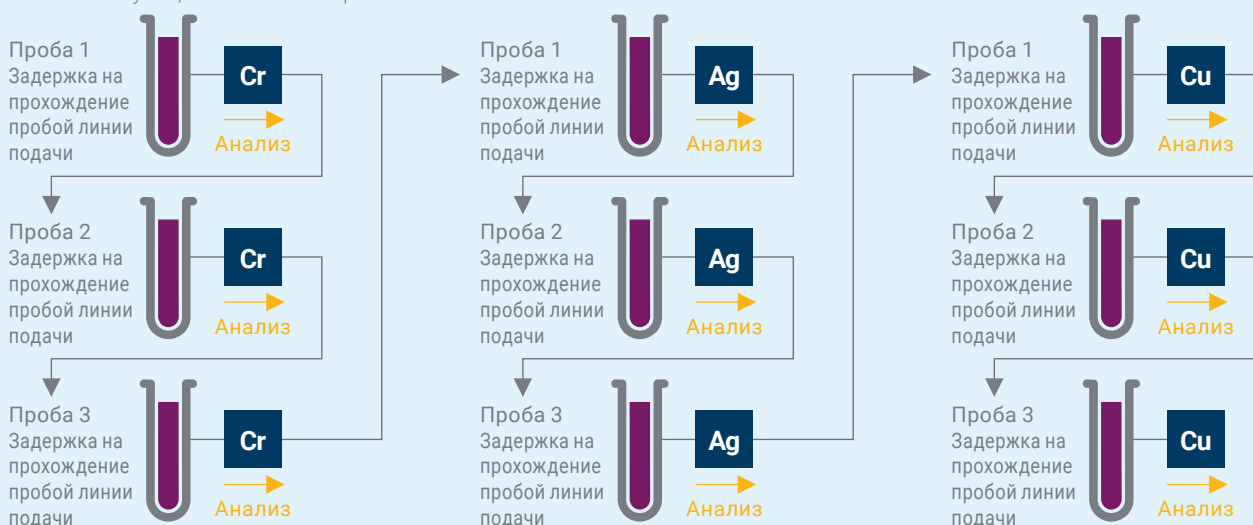 Проба 1
Задержка на
прохождение
пробой линии
подачи
Cr
Анализ
Проба 2
Задержка на
прохождение
пробой линии
подачи
Cr
Анализ
Проба 3
Задержка на
прохождение
пробой линии
подачи
Cr
Анализ
Проба 1
Задержка на
прохождение
пробой линии
подачи
Ag
Анализ
Проба 2
Задержка на
прохождение
пробой линии
подачи
Ag
Анализ
Проба 3
Задержка на
прохождение
пробой линии
подачи
Ag
Анализ
Проба 1
Задержка на
прохождение
пробой линии
подачи
Cu
Анализ
Проба 2
Задержка на
прохождение
пробой линии
подачи
Cu
Анализ
Проба 3
Задержка на
прохождение
пробой линии
подачи
Cu
Анализ